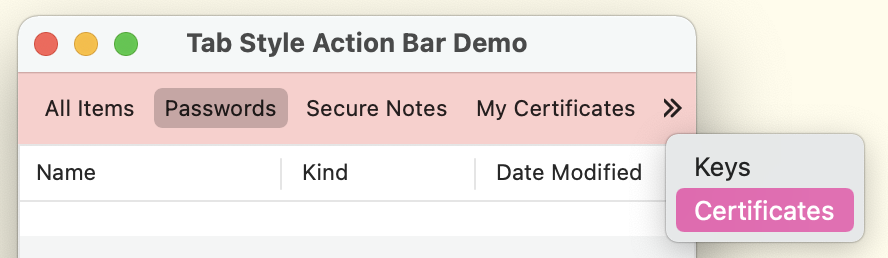 Tab Style Action Bar Demo
All Items Passwords Secure Notes My Certificates »
Name Kind Date Modified
Keys
Certificates